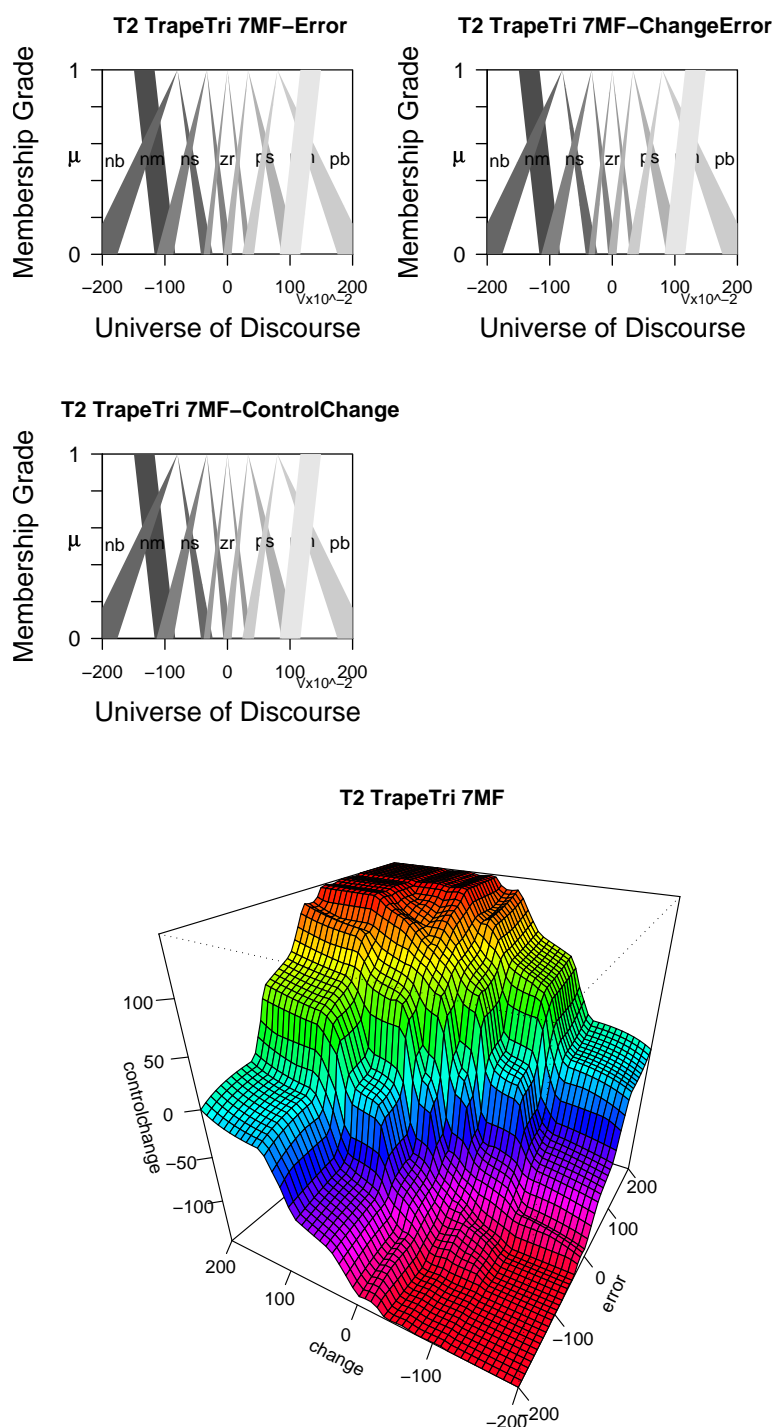 T2 TrapeTri 7MF−Error
Membership Grade
μ
1
0
nb nm ns zr ps pb
−200 −100 0 100 200
Vx10^−2
Universe of Discourse
T2 TrapeTri 7MF−ChangeError
Membership Grade
μ
1
0
nb nm ns zr ps pb
−200 −100 0 100 200
Vx10^−2
Universe of Discourse
T2 TrapeTri 7MF−ControlChange
Membership Grade
μ
1
0
nb nm ns zr ps pb
−200 −100 0 100 200
Vx10^−2
Universe of Discourse
T2 TrapeTri 7MF
100
50
0
−50
−100
controlchange
200
100
0
−100
−200
change
200
100
0
−100
−200
error